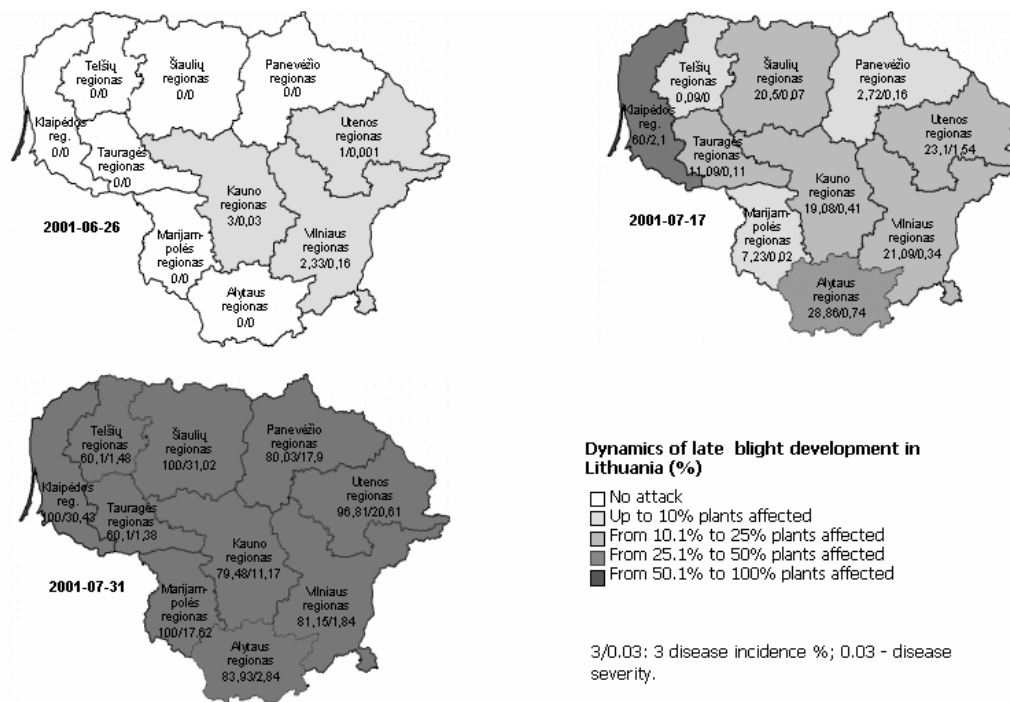 Telšių
regionas
0/0
Šiaulių
regionas
0/0
Panevėžio
regionas
0/0
Klaipėdos
reg.
0/0
Tauragės
regionas
0/0
Utenos
regionas
1/0,001
Kauno
regionas
3/0,03
2001-06-26
Marijam-
polės
regionas
0/0
Vilniaus
regionas
2,33/0,16
Alytaus
regionas
0/0
Telšių
regionas
0,09/0
Šiaulių
regionas
20,5/0,07
Panevėžio
regionas
2,72/0,16
Klaipėdos
reg.
60/2,1
Tauragės
regionas
11,09/0,11
Utenos
regionas
23,1/1,54
Kauno
regionas
19,08/0,41
2001-07-17
Marijam-
polės
regionas
7,23/0,02
Vilniaus
regionas
21,09/0,34
Alytaus
regionas
28,86/0,74
Telšių
regionas
60,1/1,48
Šiaulių
regionas
100/31,02
Panevėžio
regionas
80,03/17,9
Klaipėdos
reg.
100/30,43
Tauragės
regionas
60,1/1,38
Utenos
regionas
96,81/20,61
Kauno
regionas
79,48/11,17
2001-07-31
Marijam-
polės
regionas
100/17,62
Vilniaus
regionas
81,15/1,84
Alytaus
regionas
83,93/2,84
Dynamics of late blight development in
Lithuania (%)
No attack
Up to 10% plants affected
From 10.1% to 25% plants affected
From 25.1% to 50% plants affected
From 50.1% to 100% plants affected
3/0.03: 3 disease incidence %; 0.03 - disease
severity.